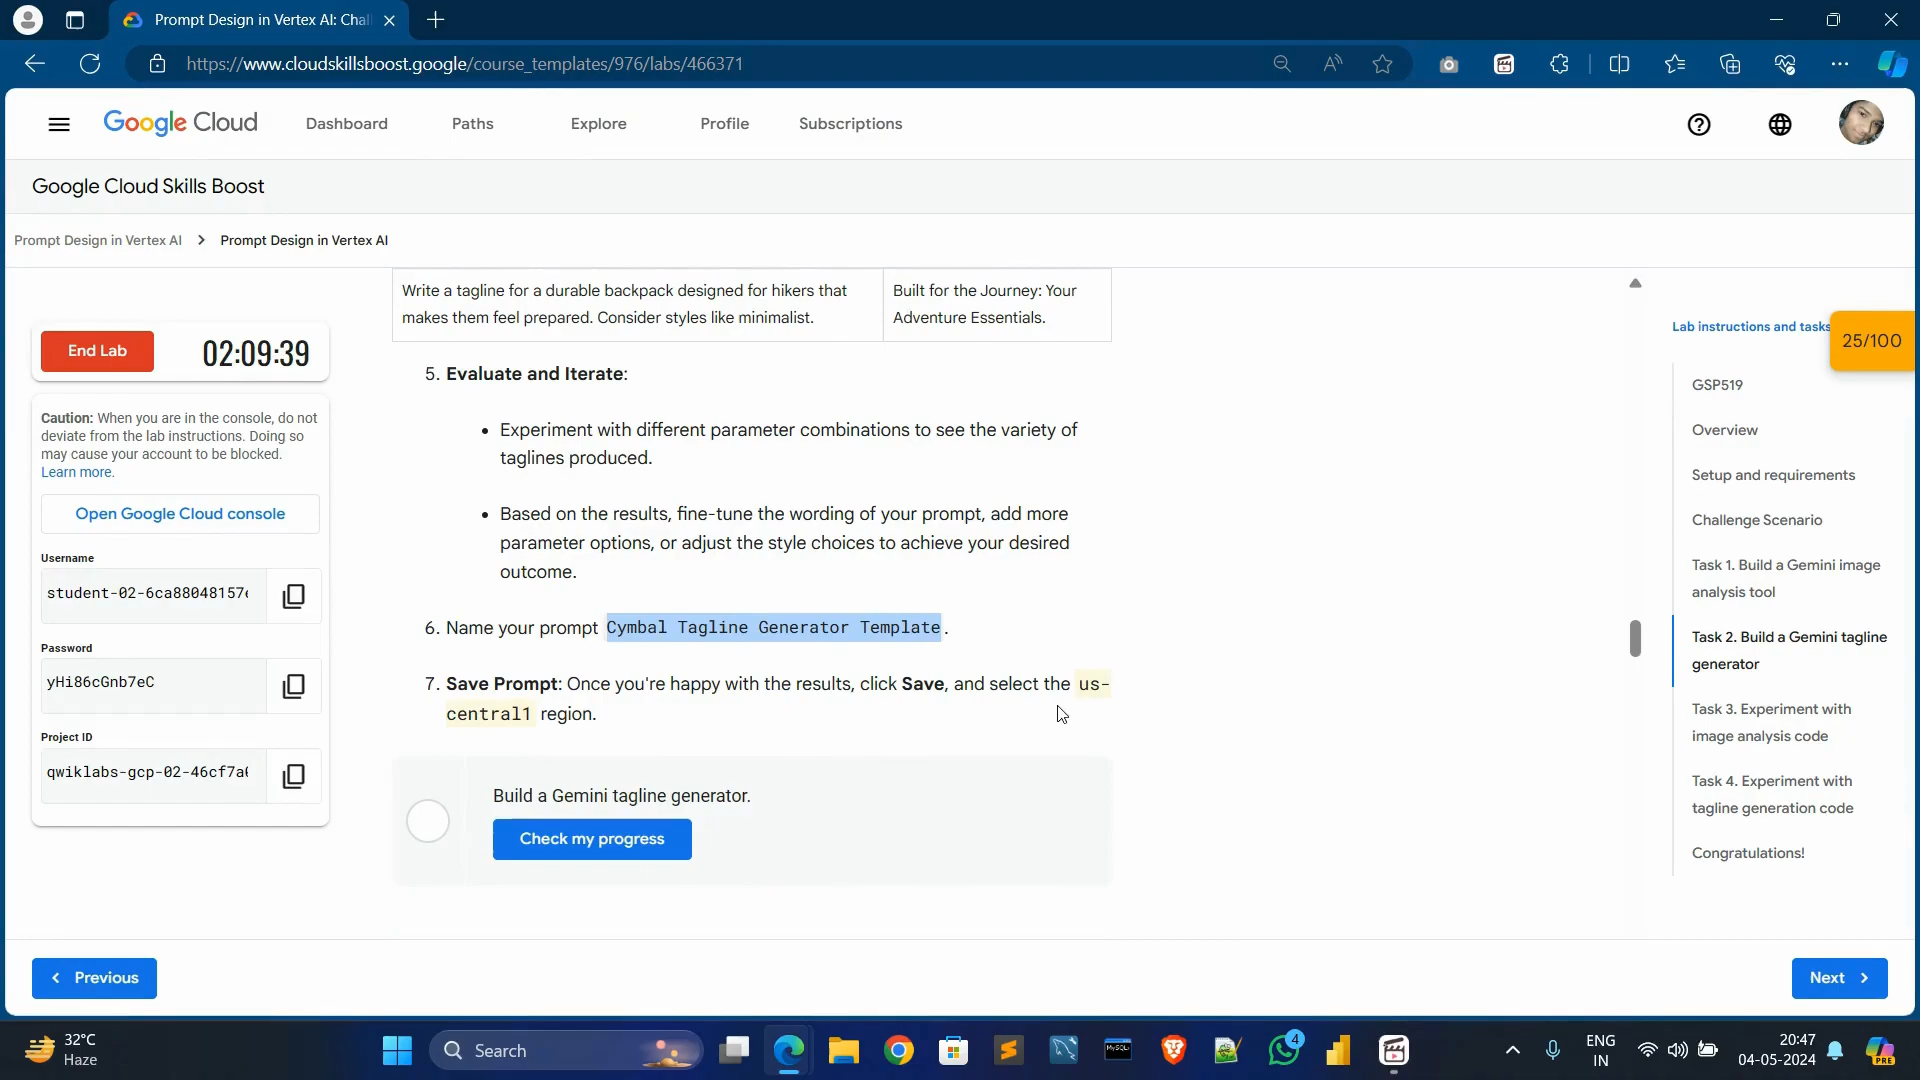 Prompt Design in Vertex AI: Chal
https://www.cloudskillsboost.google/course_templates/976/labs/466371
Google Cloud
Dashboard
Paths
Explore
Profile
Subscriptions
Google Cloud Skills Boost
Prompt Design in Vertex AI > Prompt Design in Vertex AI
End Lab
02:09:39
Caution: When you are in the console, do not
deviate from the lab instructions. Doing so
may cause your account to be blocked.
Learn more.
Open Google Cloud console
Username
student-02-6ca88048157
Password
yHi86cGnb7eC
Project ID
qwiklabs-gcp-02-46cf7a
Write a tagline for a durable backpack designed for hikers that
makes them feel prepared. Consider styles like minimalist.
Built for the Journey: Your
Adventure Essentials.
5. Evaluate and Iterate:
• Experiment with different parameter combinations to see the variety of
taglines produced.
• Based on the results, fine-tune the wording of your prompt, add more
parameter options, or adjust the style choices to achieve your desired
outcome.
6. Name your prompt Cymbal Tagline Generator Template.
7. Save Prompt: Once you're happy with the results, click Save, and select the us-
central1 region.
Build a Gemini tagline generator.
Check my progress
Lab instructions and tasks
25/100
GSP519
Overview
Setup and requirements
Challenge Scenario
Task 1. Build a Gemini image
analysis tool
Task 2. Build a Gemini tagline
generator
Task 3. Experiment with
image analysis code
Task 4. Experiment with
tagline generation code
Congratulations!
Previous
Next
32°C
Haze
Search
MySQL
4
ENG
IN
20:47
04-05-2024
PRE